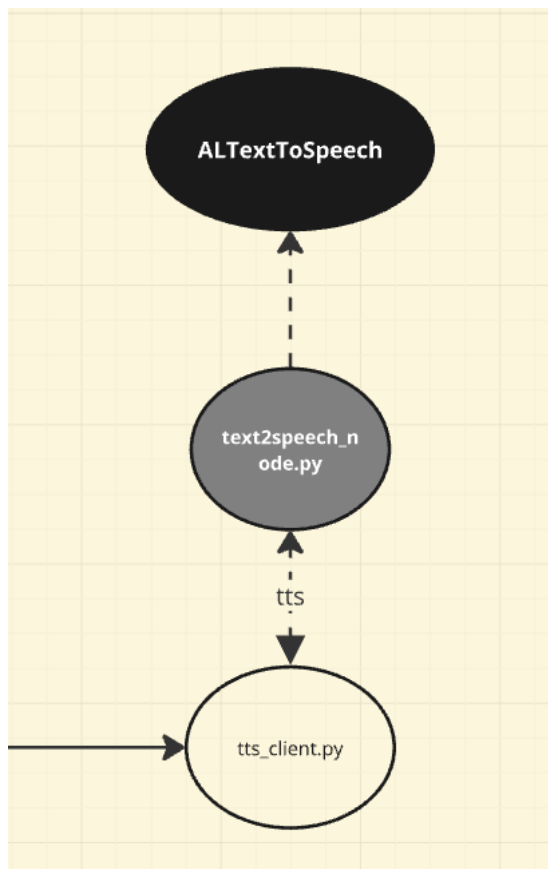 ALTextToSpeech
text2speech_n
ode.py
tts
tts_client.py